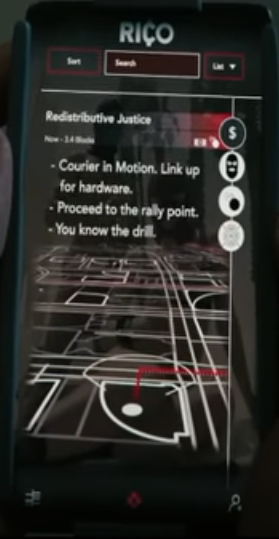 RIÇO
Sort
Search
List ▼
Redistributive Justice
Now - 3.4 Blocks
$
- Courier in Motion. Link up
for hardware.
- Proceed to the rally point.
- You know the drill.